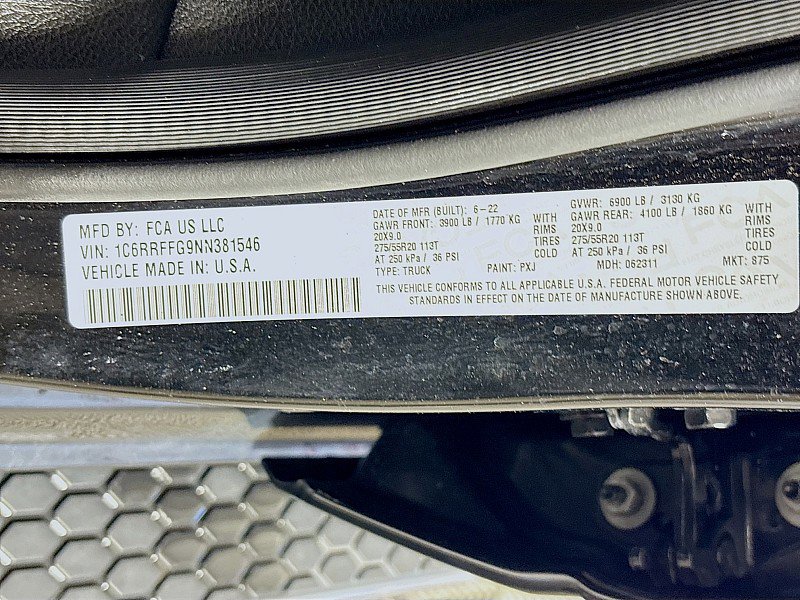 MFD BY: FCA US LLC
VIN: 1C6RRFFG9NN381546
VEHICLE MADE IN: U.S.A.
DATE OF MFR (BUILT): 6-22
GAWR FRONT: 3900 LB / 1770 KG WITH
20X9.0 RIMS
275/55R20 113T TIRES
AT 250 kPa / 36 PSI COLD
TYPE: TRUCK PAINT: PXJ
GVWR: 6900 LB / 3130 KG
GAWR REAR: 4100 LB / 1860 KG WITH
20X9.0 RIMS
275/55R20 113T TIRES
AT 250 kPa / 36 PSI COLD
MDH: 062311 MKT: 875
THIS VEHICLE CONFORMS TO ALL APPLICABLE U.S.A. FEDERAL MOTOR VEHICLE SAFETY
STANDARDS IN EFFECT ON THE DATE OF MANUFACTURE SHOWN ABOVE.